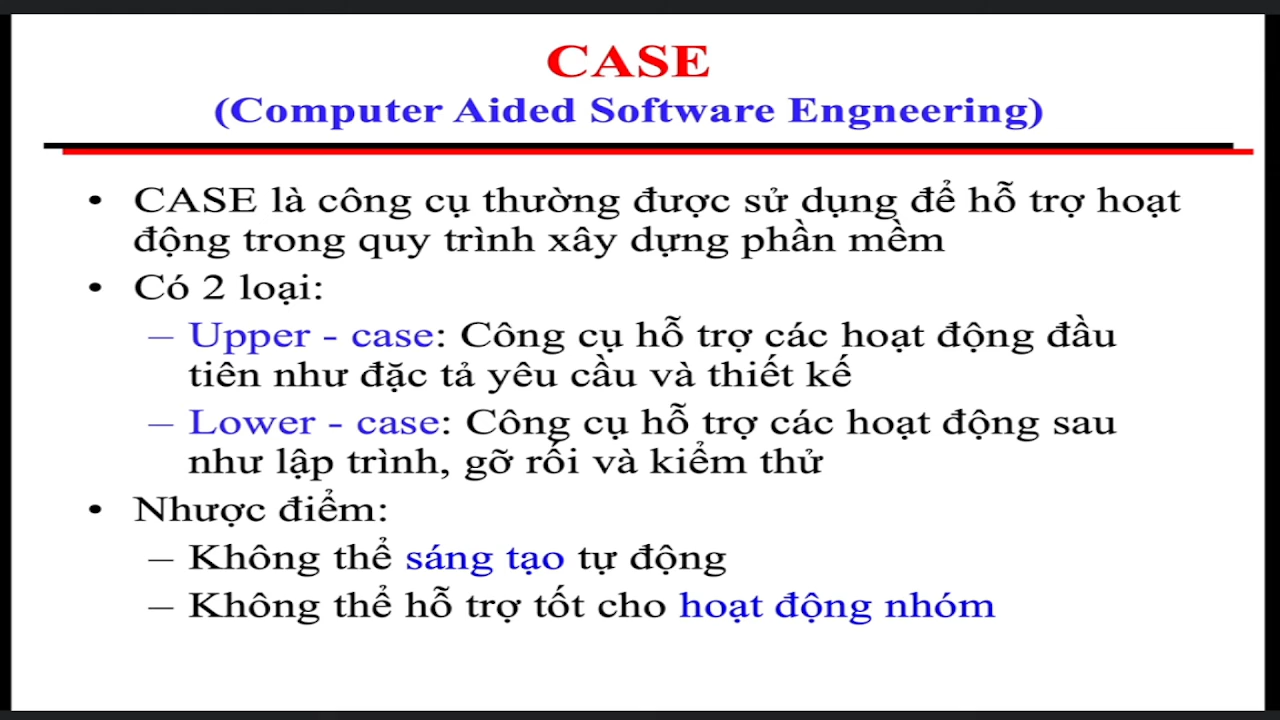 CASE
(Computer Aided Software Engneering)
• CASE là công cụ thường được sử dụng để hỗ trợ hoạt
động trong quy trình xây dựng phần mềm
• Có 2 loại:
– Upper - case: Công cụ hỗ trợ các hoạt động đầu
tiên như đặc tả yêu cầu và thiết kế
– Lower - case: Công cụ hỗ trợ các hoạt động sau
như lập trình, gỡ rối và kiểm thử
• Nhược điểm:
– Không thể sáng tạo tự động
– Không thể hỗ trợ tốt cho hoạt động nhóm